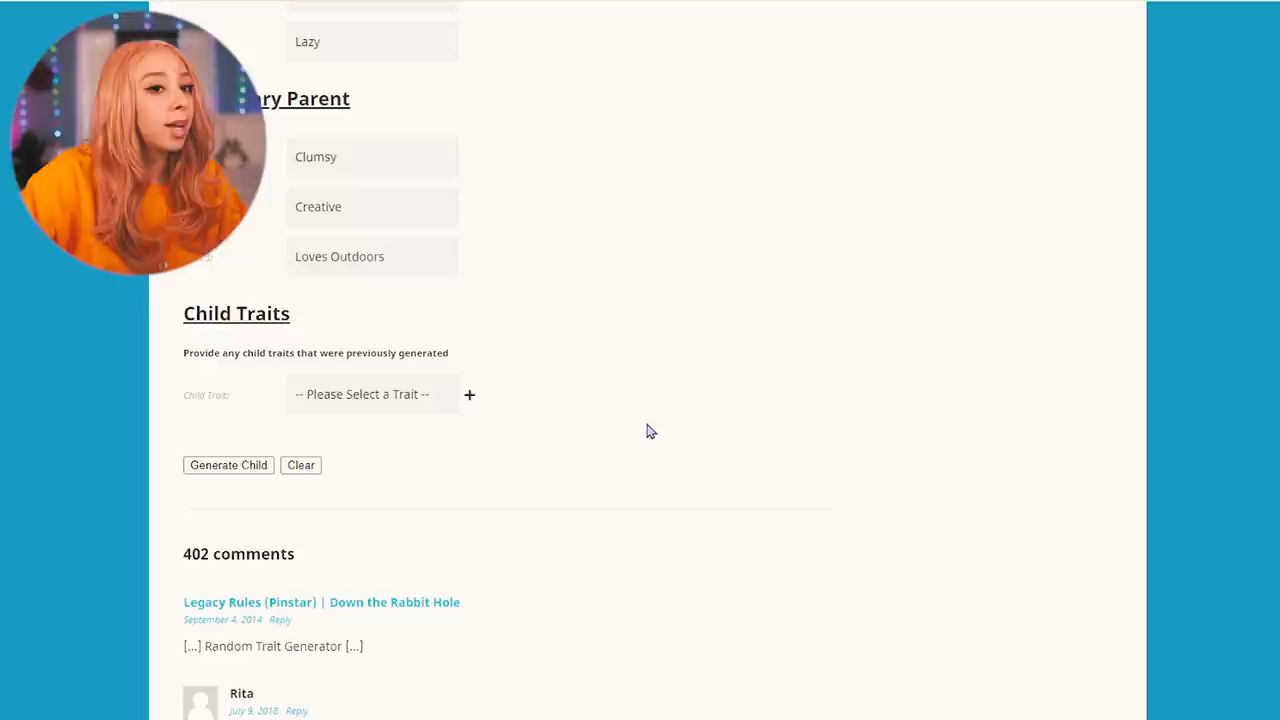 Lazy
ry Parent
Clumsy
Creative
Loves Outdoors
Child Traits
Provide any child traits that were previously generated
Child Trait:
-- Please Select a Trait --
+
Generate Child
Clear
402 comments
Legacy Rules (Pinstar) | Down the Rabbit Hole
September 4, 2014 Reply
[...] Random Trait Generator [...]
Rita
July 9, 2018 Reply